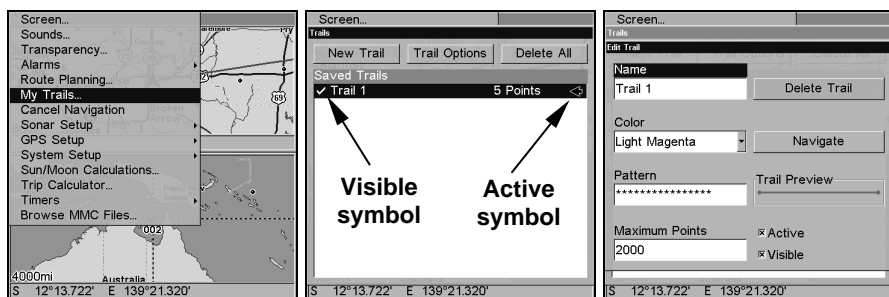 Screen...
Sounds...
Transparency...
Alarms
Route Planning...
My Trails...
Cancel Navigation
Sonar Setup
GPS Setup
System Setup
Sun/Moon Calculations...
Trip Calculator...
Timers
Browse MMC Files...
69
002
4000mi
Australia
S 12°13.722' E 139°21.320'
Screen...
Trails
New Trail Trail Options Delete All
Saved Trails
Trail 1 5 Points
Visible symbol
Active symbol
S 12°13.722' E 139°21.320'
Screen...
Trails
Edit Trail
Name
Trail 1
Delete Trail
Color
Light Magenta
Navigate
Pattern
****************
Trail Preview
Maximum Points
2000
Active
Visible
S 12°13.722' E 139°21.320'